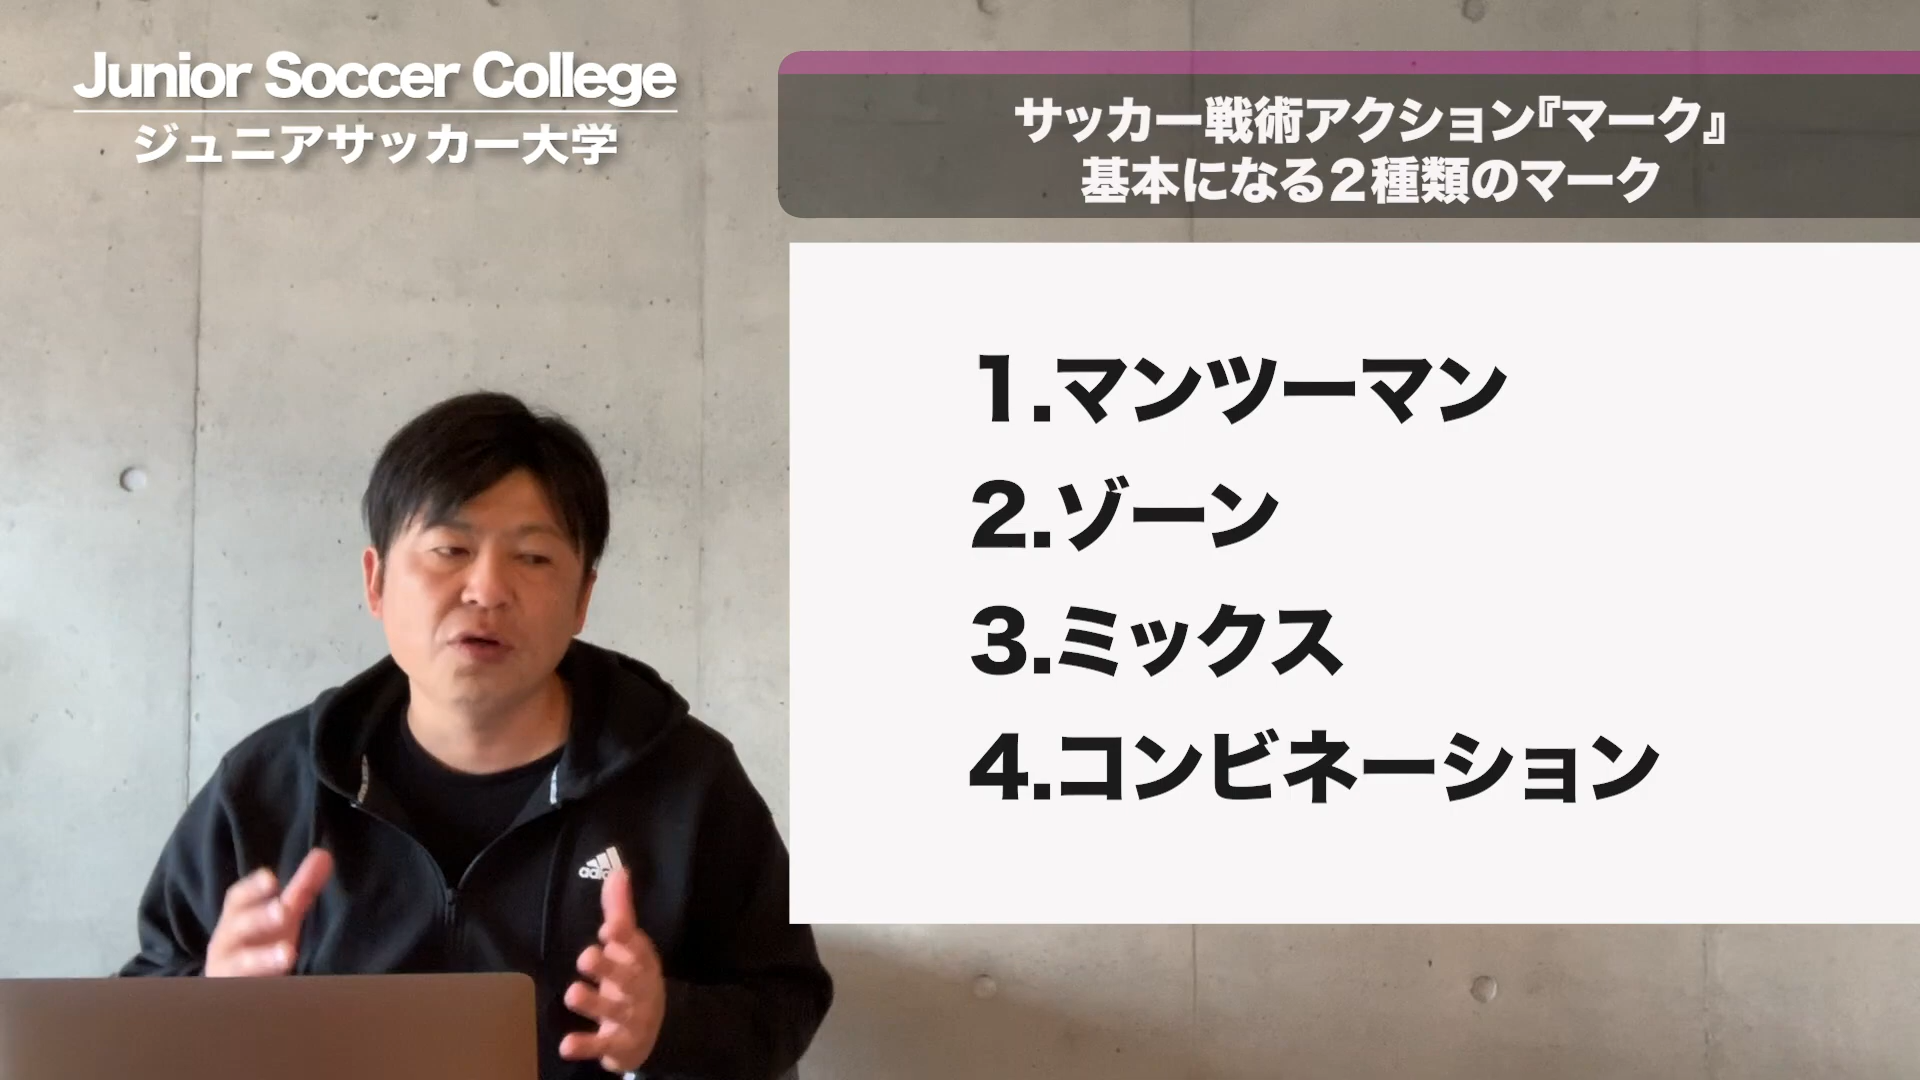 Junior Soccer College
ジュニアサッカー大学
サッカー戦術アクション『マーク』
基本になる2種類のマーク
1.マンツーマン
2.ゾーン
3.ミックス
4.コンビネーション